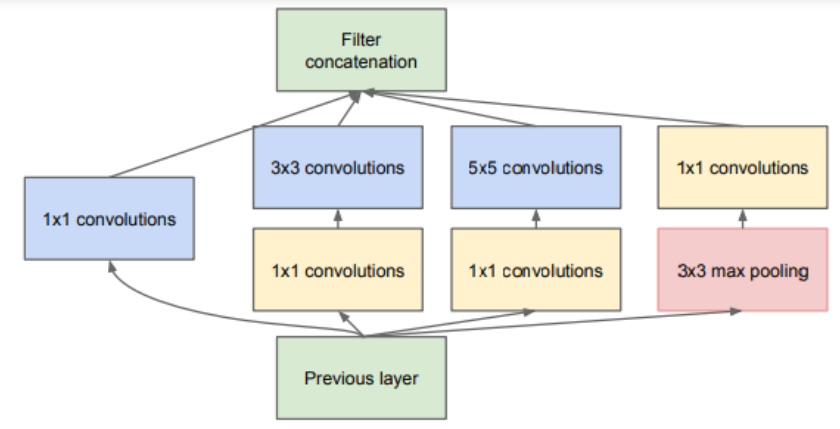 Filter
concatenation
3x3 convolutions
5x5 convolutions
1x1 convolutions
1x1 convolutions
1x1 convolutions
1x1 convolutions
3x3 max pooling
Previous layer